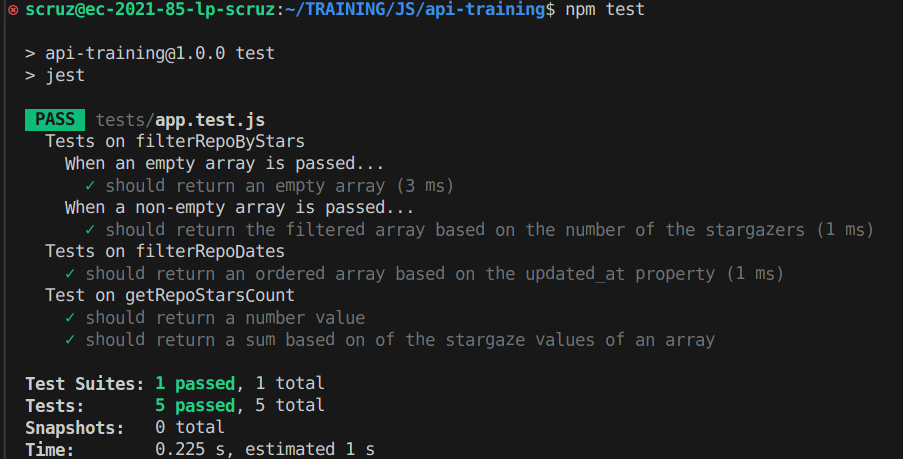 scruz@ec-2021-85-lp-scruz:~/TRAINING/JS/api-training$ npm test
> api-training@1.0.0 test
> jest
PASS tests/app.test.js
Tests on filterRepoByStars
When an empty array is passed...
✓ should return an empty array (3 ms)
When a non-empty array is passed...
✓ should return the filtered array based on the number of the stargazers (1 ms)
Tests on filterRepoDates
✓ should return an ordered array based on the updated_at property (1 ms)
Test on getRepoStarsCount
✓ should return a number value
✓ should return a sum based on of the stargaze values of an array
Test Suites: 1 passed, 1 total
Tests: 5 passed, 5 total
Snapshots: 0 total
Time: 0.225 s, estimated 1 s